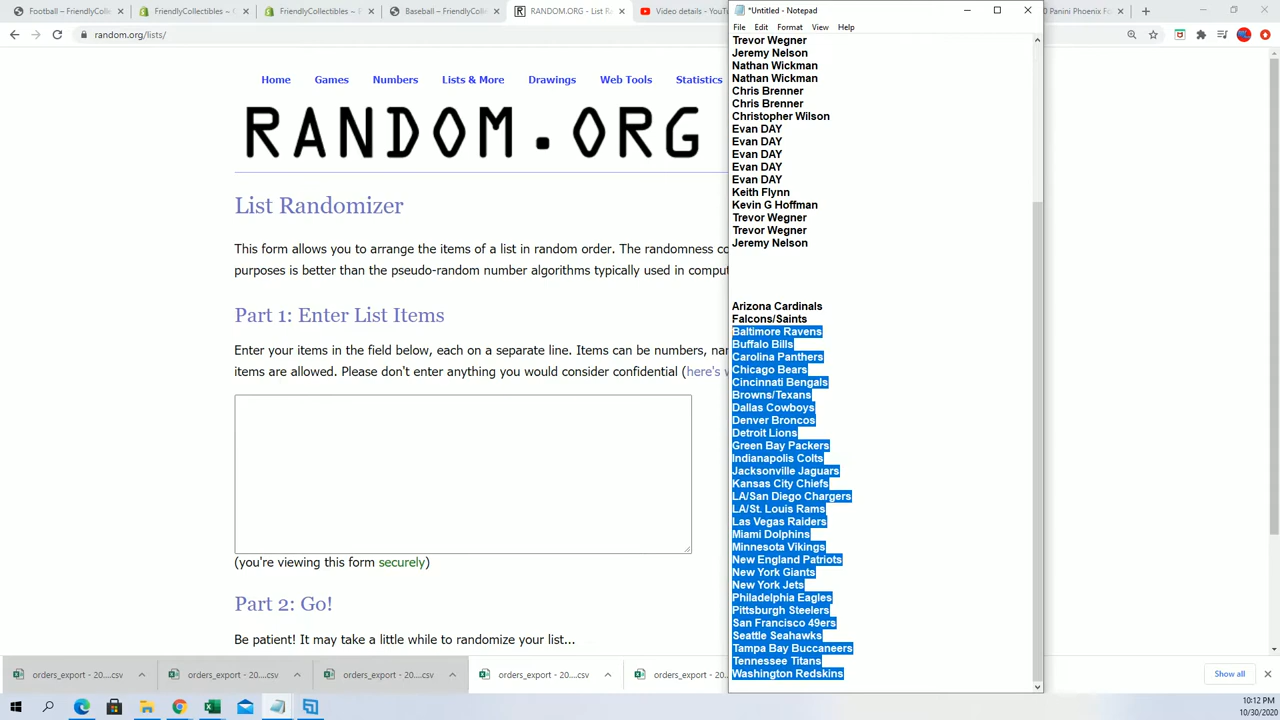 Football – FriendlyCollectibles
FriendlyCollectibles – Orders
FriendlyCollectibles – Orders
Baseball – FriendlyCollectibles
RANDOM.ORG - List Ra
Video details - YouT
Panini Phoenix Fo
random.org/lists/
Home Games Numbers Lists & More Drawings Web Tools Statistics
RANDOM.ORG
List Randomizer
This form allows you to arrange the items of a list in random order. The randomness co
purposes is better than the pseudo-random number algorithms typically used in comput
Part 1: Enter List Items
Enter your items in the field below, each on a separate line. Items can be numbers, nam
items are allowed. Please don't enter anything you would consider confidential (here's w
(you're viewing this form securely)
Part 2: Go!
Be patient! It may take a little while to randomize your list...
*Untitled - Notepad
File Edit Format View Help
Trevor Wegner
Jeremy Nelson
Nathan Wickman
Nathan Wickman
Chris Brenner
Chris Brenner
Christopher Wilson
Evan DAY
Evan DAY
Evan DAY
Evan DAY
Evan DAY
Keith Flynn
Kevin G Hoffman
Trevor Wegner
Trevor Wegner
Jeremy Nelson
Arizona Cardinals
Falcons/Saints
Baltimore Ravens
Buffalo Bills
Carolina Panthers
Chicago Bears
Cincinnati Bengals
Browns/Texans
Dallas Cowboys
Denver Broncos
Detroit Lions
Green Bay Packers
Indianapolis Colts
Jacksonville Jaguars
Kansas City Chiefs
LA/San Diego Chargers
LA/St. Louis Rams
Las Vegas Raiders
Miami Dolphins
Minnesota Vikings
New England Patriots
New York Giants
New York Jets
Philadelphia Eagles
Pittsburgh Steelers
San Francisco 49ers
Seattle Seahawks
Tampa Bay Buccaneers
Tennessee Titans
Washington Redskins
orders_export - 20....csv
orders_export - 20....csv
orders_export - 20....csv
orders_export - 20....csv
orders_export - 20..
Show all
10:12 PM
10/30/2020